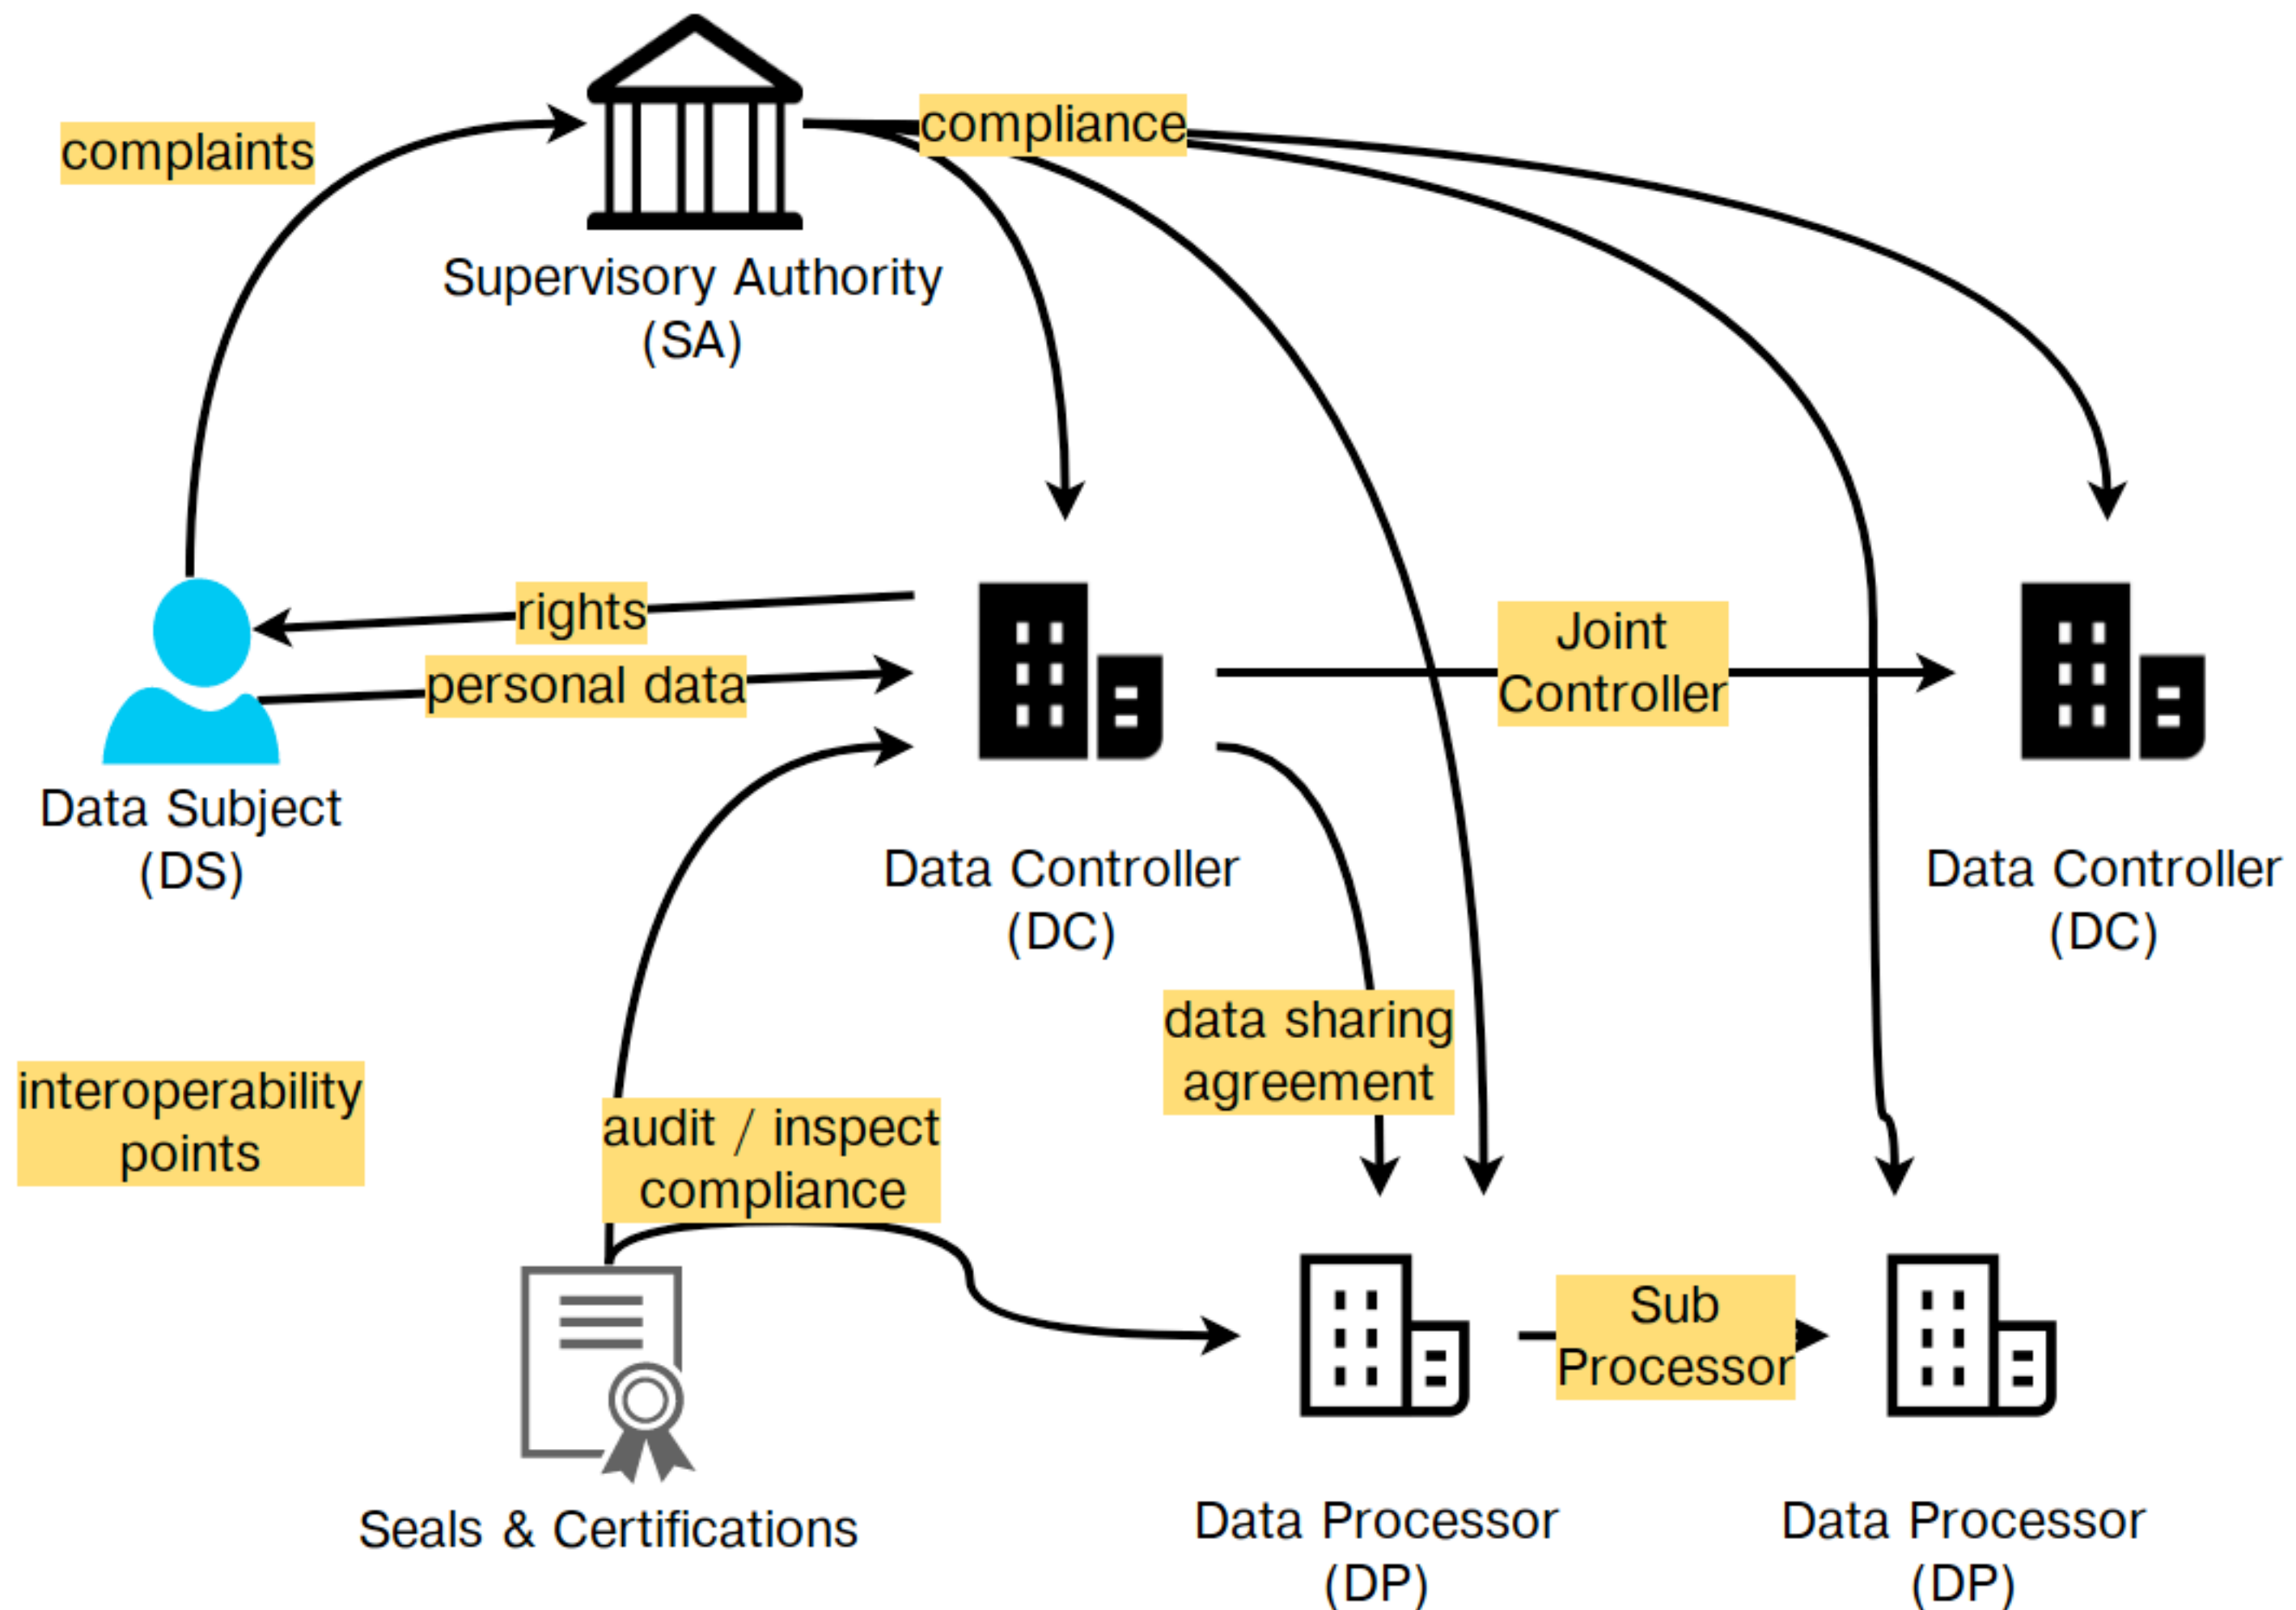 compliance
complaints
Supervisory Authority
(SA)
rights
personal data
Joint
Controller
Data Subject
(DS)
Data Controller
(DC)
Data Controller
(DC)
data sharing
agreement
interoperability
points
audit / inspect
compliance
Sub
Processor
Seals & Certifications
Data Processor
(DP)
Data Processor
(DP)